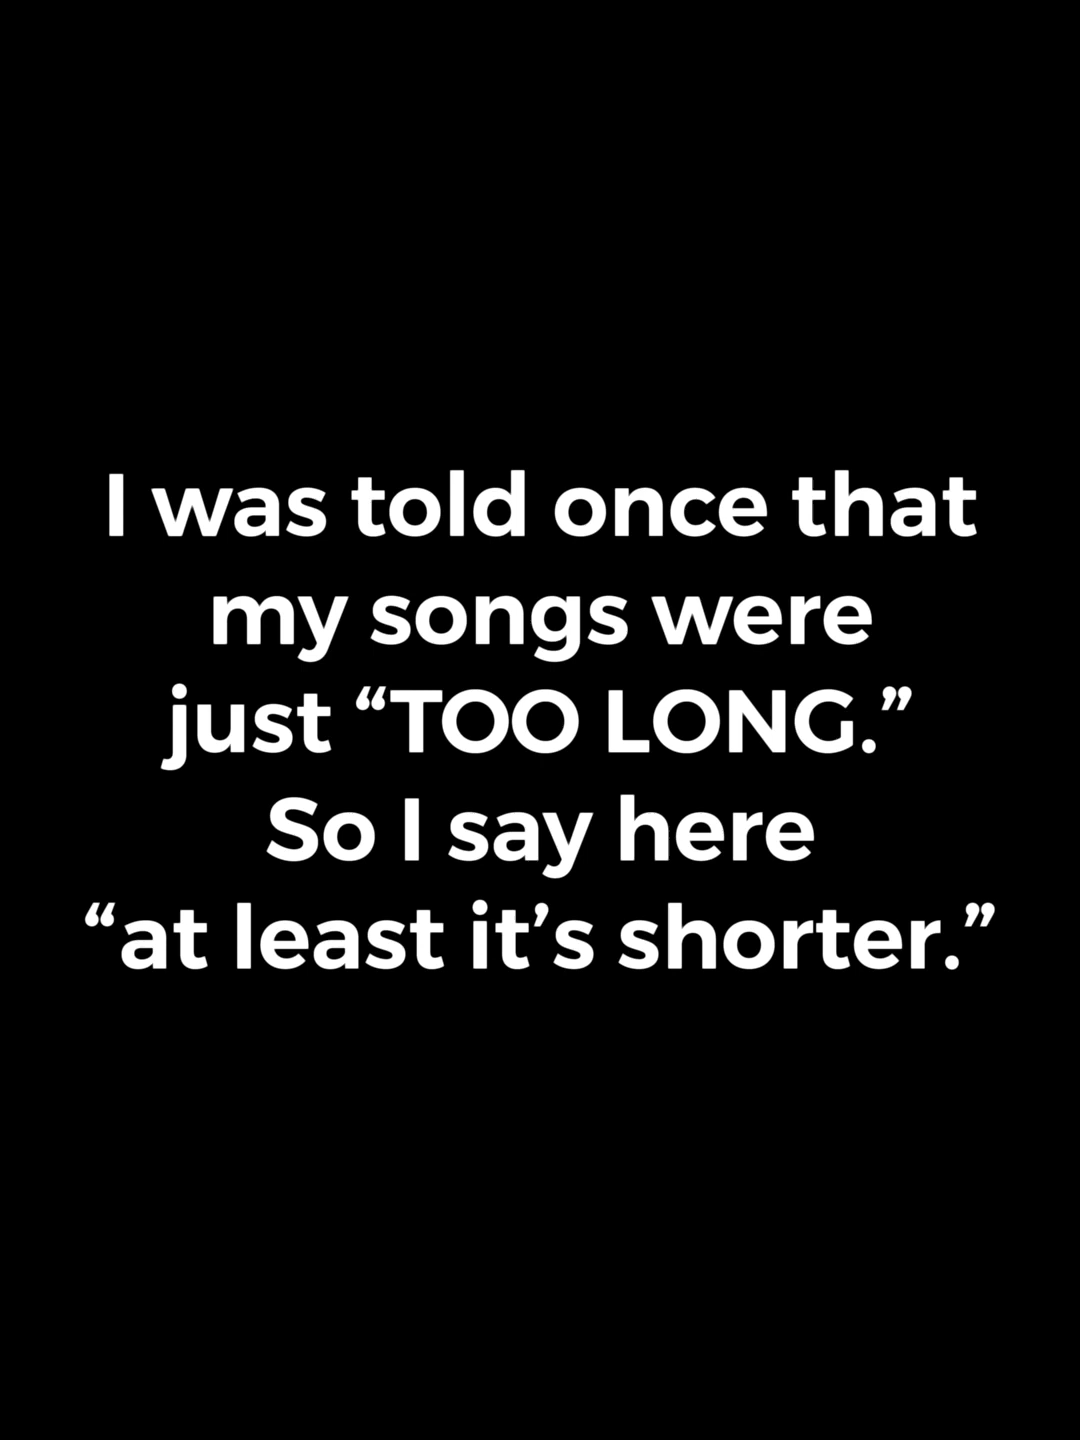 I was told once that
my songs were
just “TOO LONG.”
So I say here
“at least it’s shorter.”